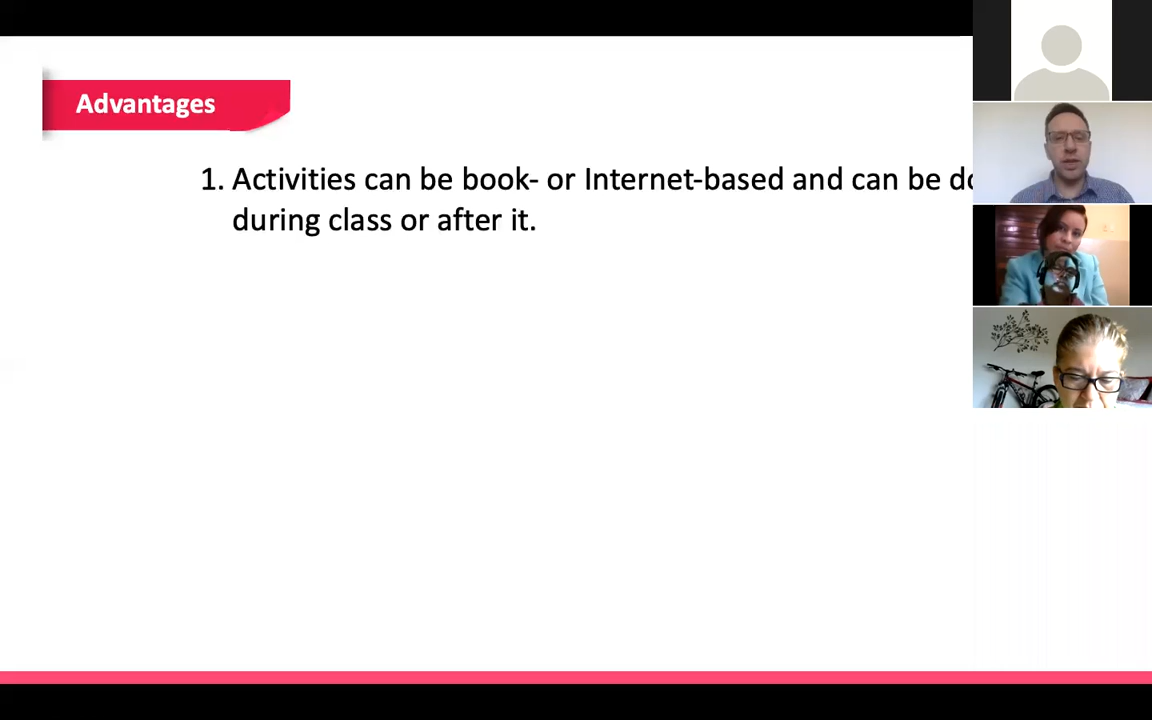 Advantages
1. Activities can be book- or Internet-based and can be
during class or after it.